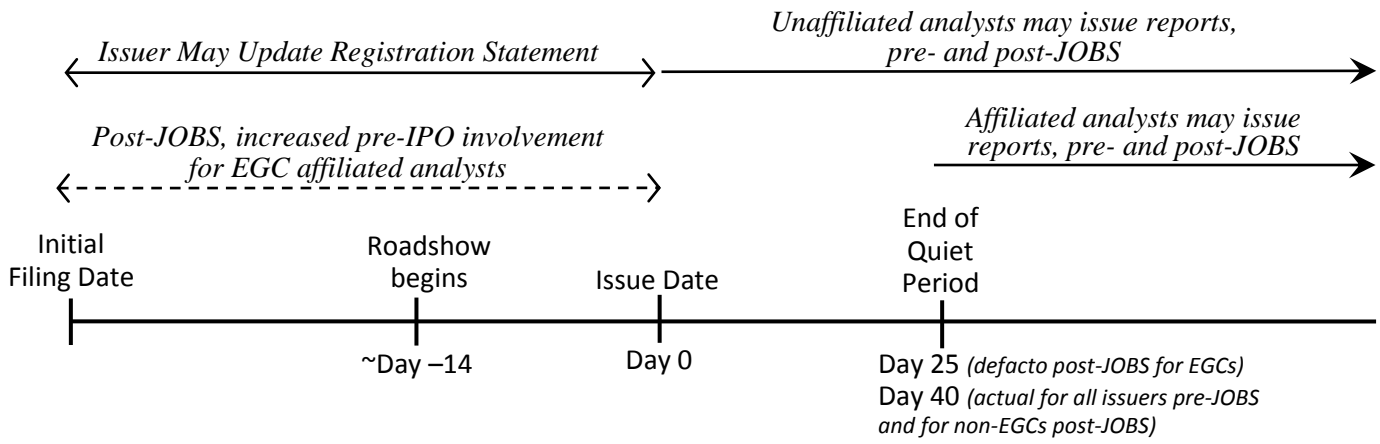 Issuer May Update Registration Statement
Unaffiliated analysts may issue reports,
pre- and post-JOBS
Post-JOBS, increased pre-IPO involvement
for EGC affiliated analysts
Affiliated analysts may issue
reports, pre- and post-JOBS
Initial
Filing Date
Roadshow
begins
Issue Date
End of
Quiet
Period
~Day –14
Day 0
Day 25 (defacto post-JOBS for EGCs)
Day 40 (actual for all issuers pre-JOBS
and for non-EGCs post-JOBS)